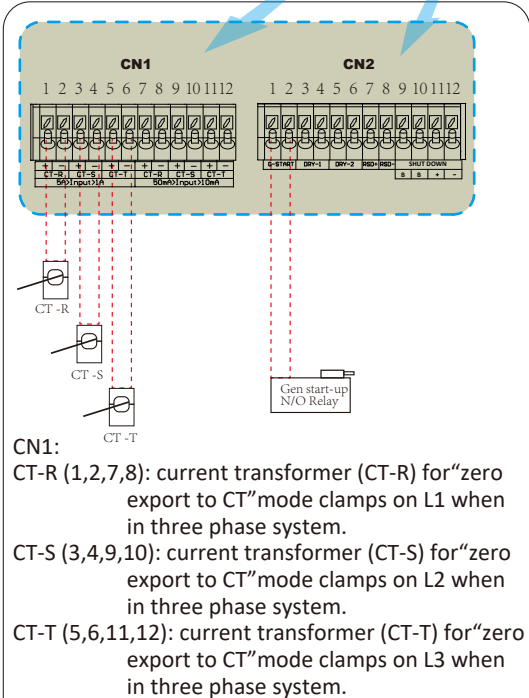 CN1 CN2
1 2 3 4 5 6 7 8 9 10 11 12 1 2 3 4 5 6 7 8 9 10 11 12
+ − + − + − + − + − + − G-START DRY-1 DRY-2 RSD+ RSD- SHUT DOWN
CT-R CT-S CT-T CT-R CT-S CT-T B B + -
5A>Input>1A 50mA>Input>10mA
CT -R
CT -S
CT -T
Gen start-up
N/O Relay
CN1:
CT-R (1,2,7,8): current transformer (CT-R) for“zero
export to CT”mode clamps on L1 when
in three phase system.
CT-S (3,4,9,10): current transformer (CT-S) for“zero
export to CT”mode clamps on L2 when
in three phase system.
CT-T (5,6,11,12): current transformer (CT-T) for“zero
export to CT”mode clamps on L3 when
in three phase system.